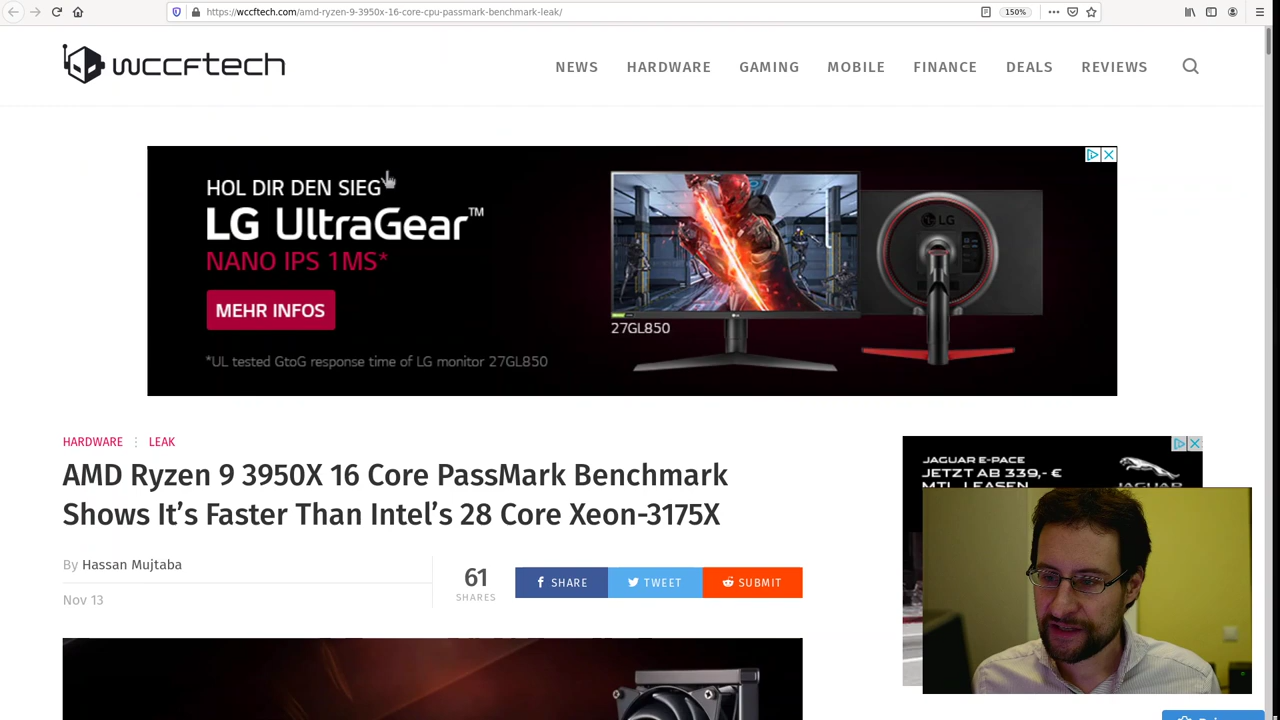 https://wccftech.com/amd-ryzen-9-3950x-16-core-cpu-passmark-benchmark-leak/
150%
wccftech
NEWS HARDWARE GAMING MOBILE FINANCE DEALS REVIEWS
HOL DIR DEN SIEG
LG UltraGear™
NANO IPS 1MS*
MEHR INFOS
*UL tested GtoG response time of LG monitor 27GL850
LG
27GL850
HARDWARE LEAK
AMD Ryzen 9 3950X 16 Core PassMark Benchmark
Shows It's Faster Than Intel's 28 Core Xeon-3175X
By Hassan Mujtaba
Nov 13
61
SHARES
SHARE
TWEET
SUBMIT
JAGUAR E-PACE
JETZT AB 339,- €
MTL. LEASEN
JAGUAR